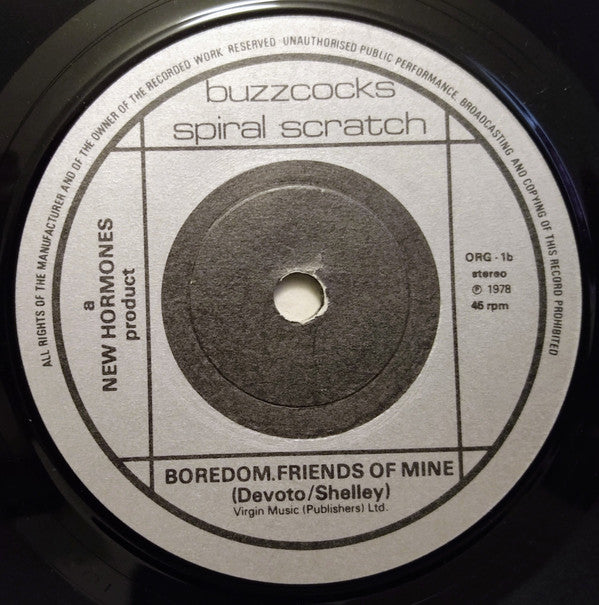 ALL RIGHTS OF THE MANUFACTURER AND OF THE OWNER OF THE RECORDED WORK RESERVED · UNAUTHORISED PUBLIC PERFORMANCE, BROADCASTING AND COPYING OF THIS RECORD PROHIBITED
buzzcocks
spiral scratch
a
NEW HORMONES
product
ORG - 1b
stereo
℗ 1978
45 rpm
BOREDOM.FRIENDS OF MINE
(Devoto/Shelley)
Virgin Music (Publishers) Ltd.